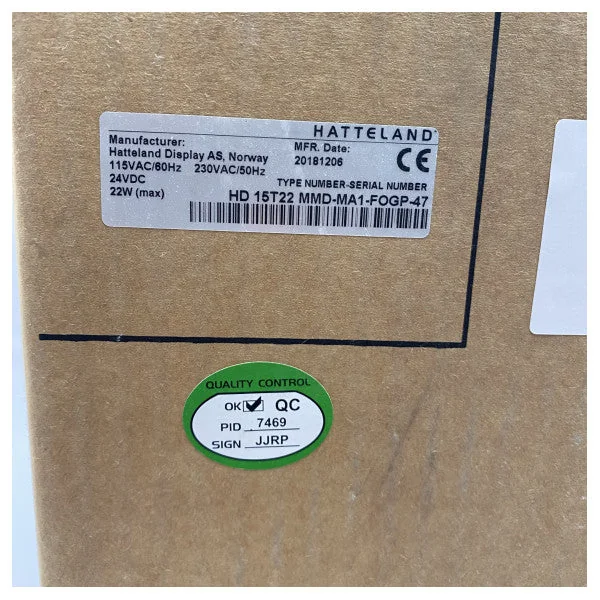 HATTELAND
Manufacturer:
Hatteland Display AS, Norway
115VAC/60Hz 230VAC/50Hz
24VDC
22W (max)
MFR. Date:
20181206
CE
TYPE NUMBER-SERIAL NUMBER
HD 15T22 MMD-MA1-FOGP-47
QUALITY CONTROL
OK QC
PID 7469
SIGN JJRP